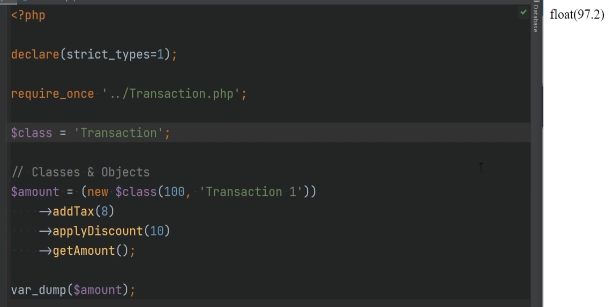 <?php
declare(strict_types=1);
require_once '../Transaction.php';
$class = 'Transaction';
// Classes & Objects
$amount = (new $class(100, 'Transaction 1'))
->addTax(8)
->applyDiscount(10)
->getAmount();
var_dump($amount);
Database
float(97.2)